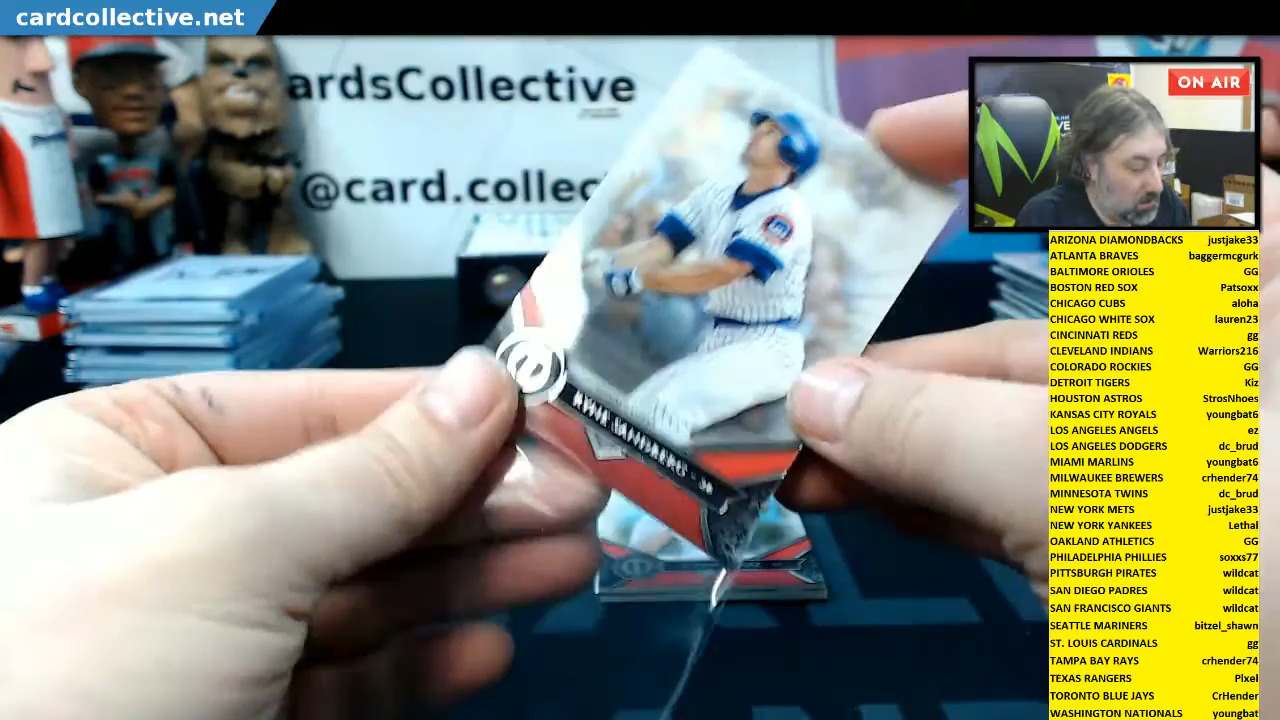 cardcollective.net
ardsCollective
@card.collec
ON AIR
RYNE SANDBERG
ARIZONA DIAMONDBACKS justjake33
ATLANTA BRAVES baggermcgurk
BALTIMORE ORIOLES GG
BOSTON RED SOX Patsoxx
CHICAGO CUBS aloha
CHICAGO WHITE SOX lauren23
CINCINNATI REDS gg
CLEVELAND INDIANS Warriors216
COLORADO ROCKIES GG
DETROIT TIGERS Kiz
HOUSTON ASTROS StrosNhoes
KANSAS CITY ROYALS youngbat6
LOS ANGELES ANGELS ez
LOS ANGELES DODGERS dc_brud
MIAMI MARLINS youngbat6
MILWAUKEE BREWERS crhender74
MINNESOTA TWINS dc_brud
NEW YORK METS justjake33
NEW YORK YANKEES Lethal
OAKLAND ATHLETICS GG
PHILADELPHIA PHILLIES soxxs77
PITTSBURGH PIRATES wildcat
SAN DIEGO PADRES wildcat
SAN FRANCISCO GIANTS wildcat
SEATTLE MARINERS bitzel_shawn
ST. LOUIS CARDINALS gg
TAMPA BAY RAYS crhender74
TEXAS RANGERS Pixel
TORONTO BLUE JAYS CrHender
WASHINGTON NATIONALS youngbat